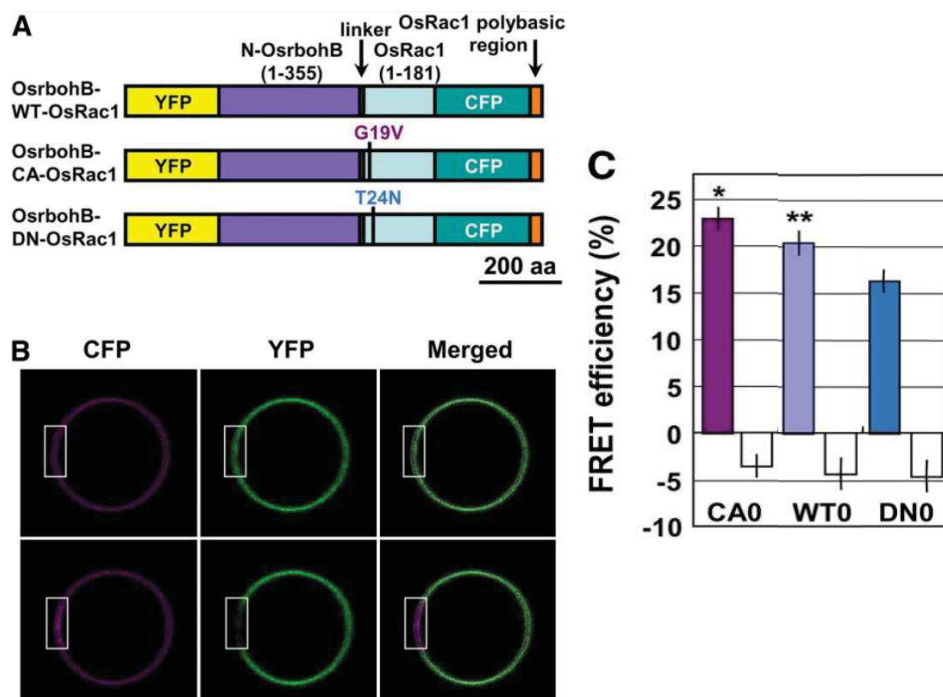 A
linker
OsRac1 polybasic
region
N-OsrbohB
(1-355)
OsRac1
(1-181)
OsrbohB-
WT-OsRac1
YFP
CFP
G19V
OsrbohB-
CA-OsRac1
YFP
CFP
T24N
OsrbohB-
DN-OsRac1
YFP
CFP
200 aa
B
CFP
YFP
Merged
C
FRET efficiency (%)
25
20
15
10
5
0
-5
-10
*
**
CA0
WT0
DN0